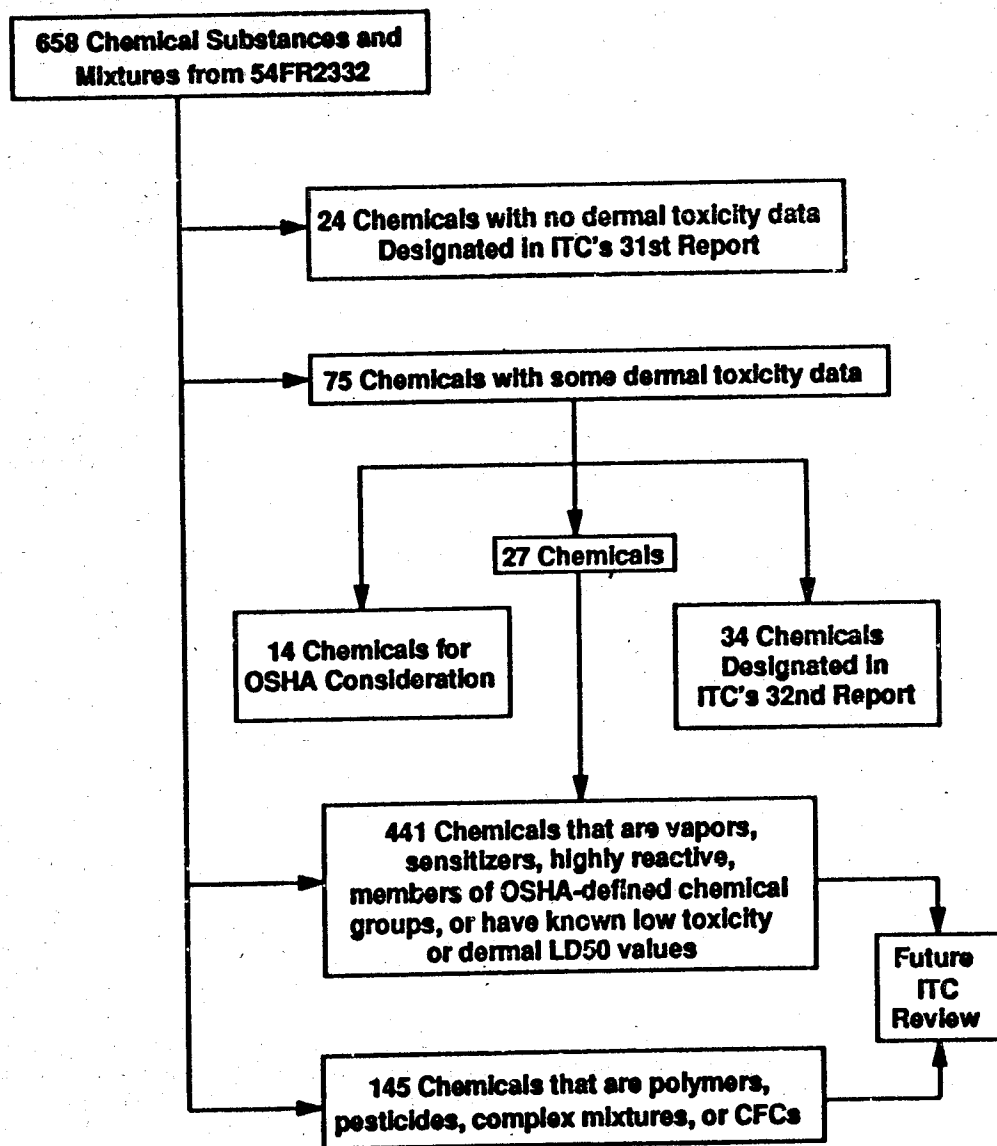 658 Chemical Substances and
Mixtures from 54FR2332
24 Chemicals with no dermal toxicity data
Designated in ITC's 31st Report
75 Chemicals with some dermal toxicity data
27 Chemicals
14 Chemicals for
OSHA Consideration
34 Chemicals
Designated in
ITC's 32nd Report
441 Chemicals that are vapors,
sensitizers, highly reactive,
members of OSHA-defined chemical
groups, or have known low toxicity
or dermal LD50 values
Future
ITC
Review
145 Chemicals that are polymers,
pesticides, complex mixtures, or CFCs